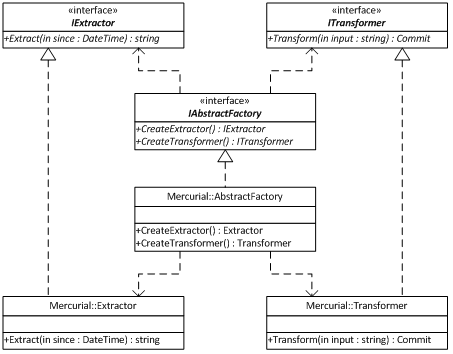 «interface»
IExtractor
+Extract(in since : DateTime) : string
«interface»
ITransformer
+Transform(in input : string) : Commit
«interface»
IAbstractFactory
+CreateExtractor() : IExtractor
+CreateTransformer() : ITransformer
Mercurial::AbstractFactory
+CreateExtractor() : Extractor
+CreateTransformer() : Transformer
Mercurial::Extractor
+Extract(in since : DateTime) : string
Mercurial::Transformer
+Transform(in input : string) : Commit